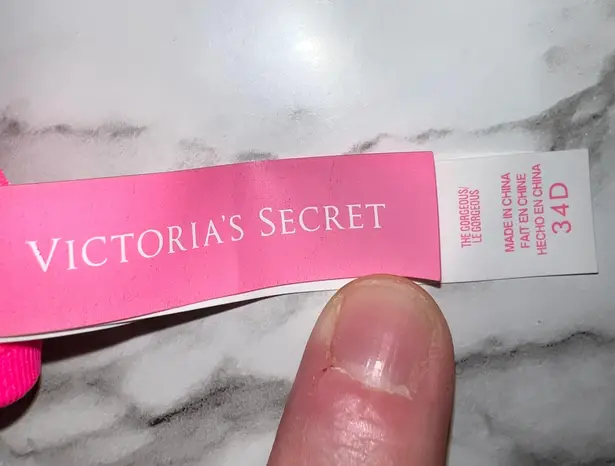 VICTORIA'S SECRET
THE GORGEOUS/
LE GORGEOUS
MADE IN CHINA
FAIT EN CHINE
HECHO EN CHINA
34D